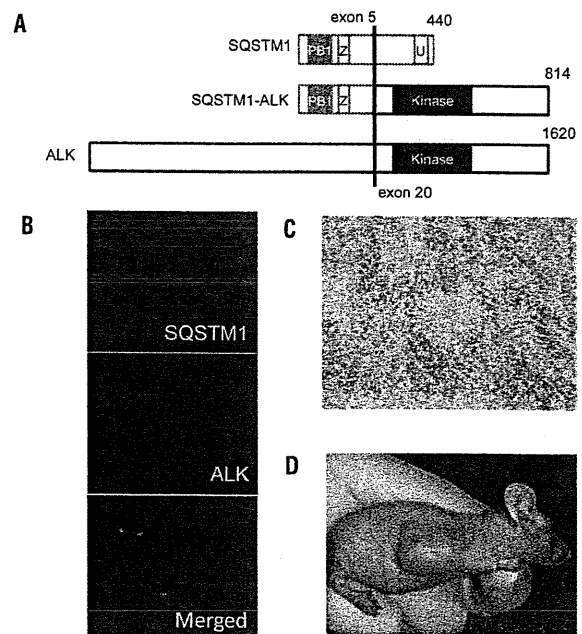 A
exon 5
440
SQSTM1
PB1 Z U
814
SQSTM1-ALK
PB1 Z Kinase
1620
ALK
Kinase
exon 20
B
SQSTM1
ALK
Merged
C
D